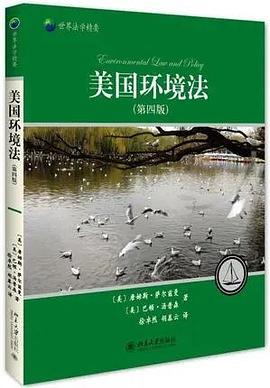 世界法学精要
Environmental Law and Policy
美国环境法
(第四版)
[美] 詹姆斯·萨尔兹曼 著
[美] 巴顿·汤普森
徐卓然 胡慕云 译
北京大学出版社
美国环境法
(第四版)